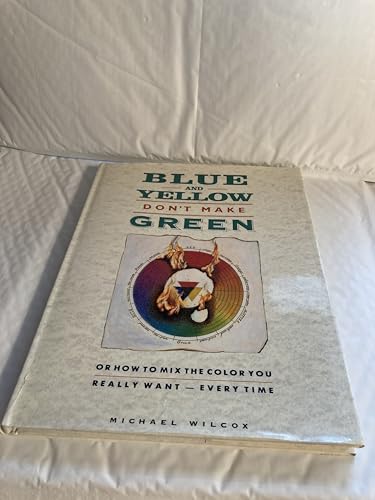 BLUE
AND
YELLOW
DON'T MAKE
GREEN
OR HOW TO MIX THE COLOR YOU
REALLY WANT — EVERY TIME
MICHAEL WILCOX